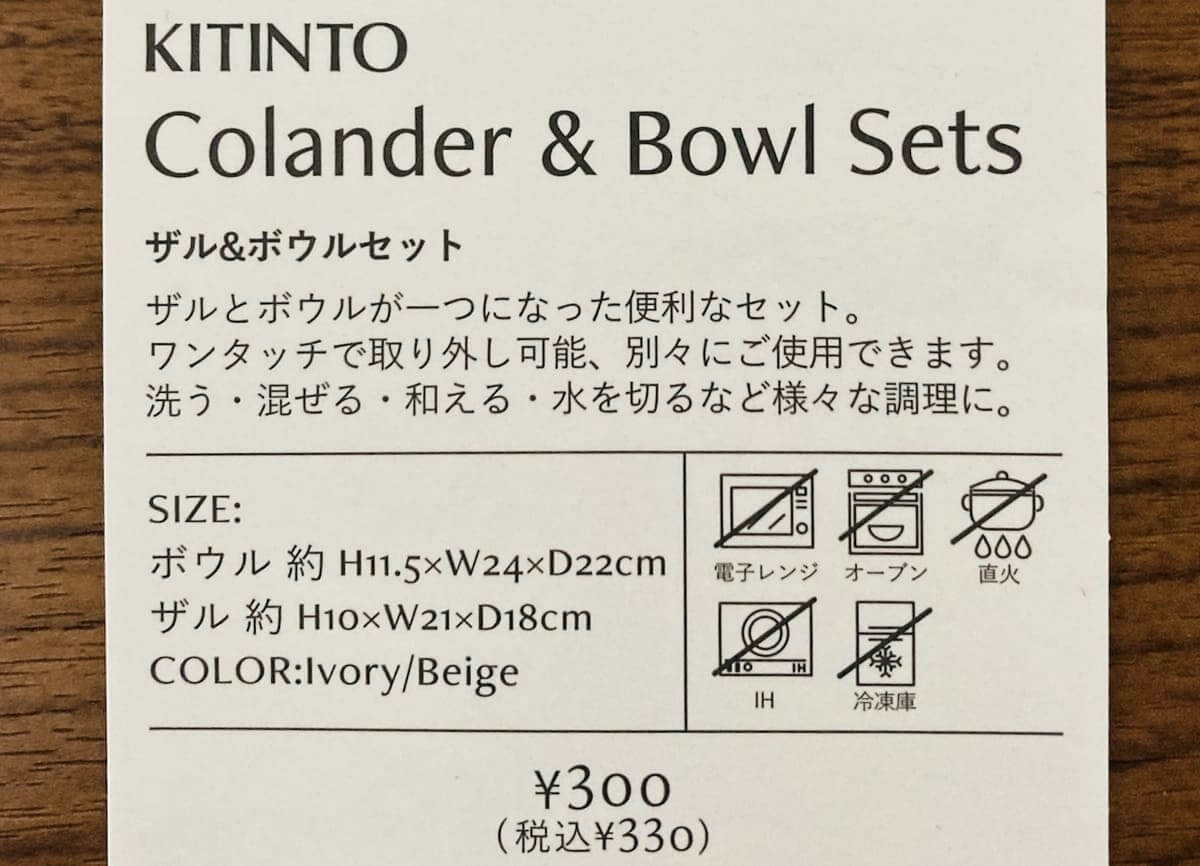 KITINTO
Colander & Bowl Sets
ザル&ボウルセット
ザルとボウルが一つになった便利なセット。
ワンタッチで取り外し可能、別々にご使用できます。
洗う・混ぜる・和える・水を切るなど様々な調理に。
SIZE:
ボウル 約 H11.5×W24×D22cm
ザル 約 H10×W21×D18cm
COLOR:Ivory/Beige
電子レンジ オーブン 直火
IH
IH 冷凍庫
¥300
(税込¥330)